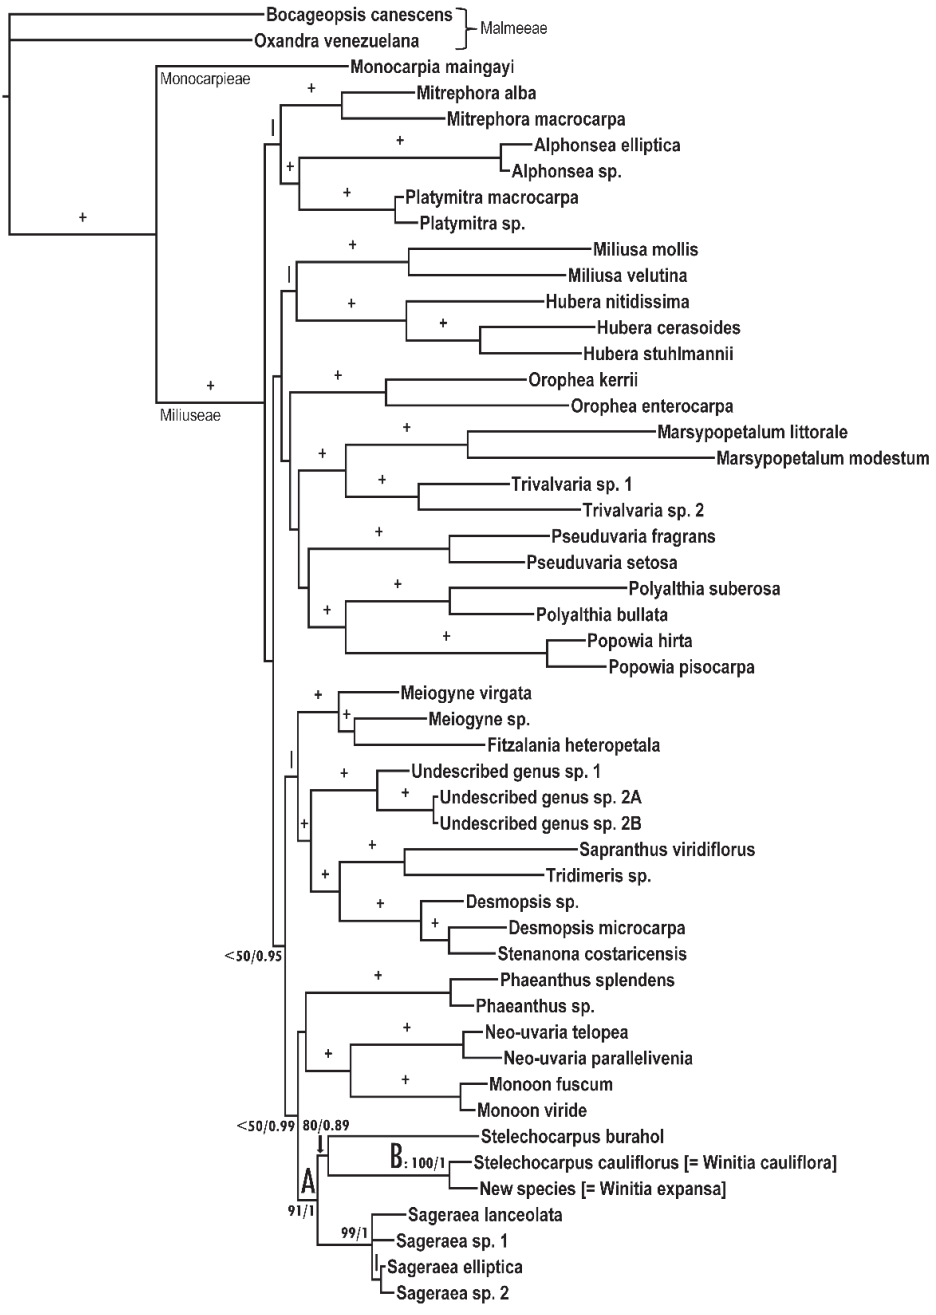 Bocageopsis canescens
Malmeeae
Oxandra venezuelana
Monocarpia maingayi
Monocarpieae
+
Mitrephora alba
Mitrephora macrocarpa
+
Alphonsea elliptica
+
Alphonsea sp.
+
Platymitra macrocarpa
+
Platymitra sp.
+
Miliusa mollis
Miliusa velutina
+
Hubera nitidissima
+
Hubera cerasoides
Hubera stuhlmannii
+
Orophea kerrii
+
Miliuseae
Orophea enterocarpa
+
Marsypopetalum littorale
+
Marsypopetalum modestum
+
Trivalvaria sp. 1
Trivalvaria sp. 2
+
Pseuduvaria fragrans
Pseuduvaria setosa
+
Polyalthia suberosa
+
Polyalthia bullata
+
Popowia hirta
Popowia pisocarpa
+
Meiogyne virgata
+
Meiogyne sp.
Fitzalania heteropetala
+
Undescribed genus sp. 1
+
Undescribed genus sp. 2A
+
Undescribed genus sp. 2B
+
Sapranthus viridiflorus
+
Tridimeris sp.
+
Desmopsis sp.
+
Desmopsis microcarpa
<50/0.95
Stenanona costaricensis
+
Phaeanthus splendens
Phaeanthus sp.
+
Neo-uvaria telopea
+
Neo-uvaria parallelivenia
+
Monoon fuscum
Monoon viride
<50/0.99 80/0.89
Stelechocarpus burahol
B: 100/1
Stelechocarpus cauliflorus [= Winitia cauliflora]
A
New species [= Winitia expansa]
91/1
Sageraea lanceolata
99/1
Sageraea sp. 1
Sageraea elliptica
Sageraea sp. 2